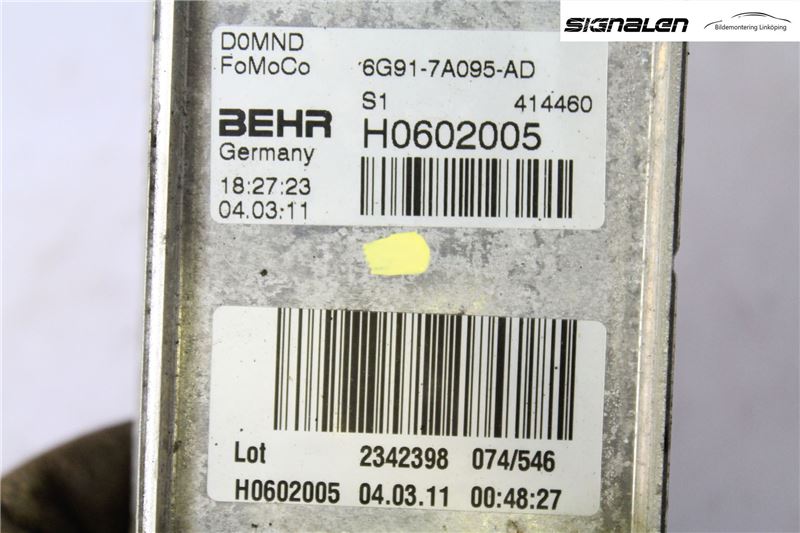 SIGNALEN
Bildemontering Linköping
D0MND
FoMoCo 6G91-7A095-AD
S1 414460
BEHR H0602005
Germany
18:27:23
04.03.11
Lot 2342398 074/546
H0602005 04.03.11 00:48:27